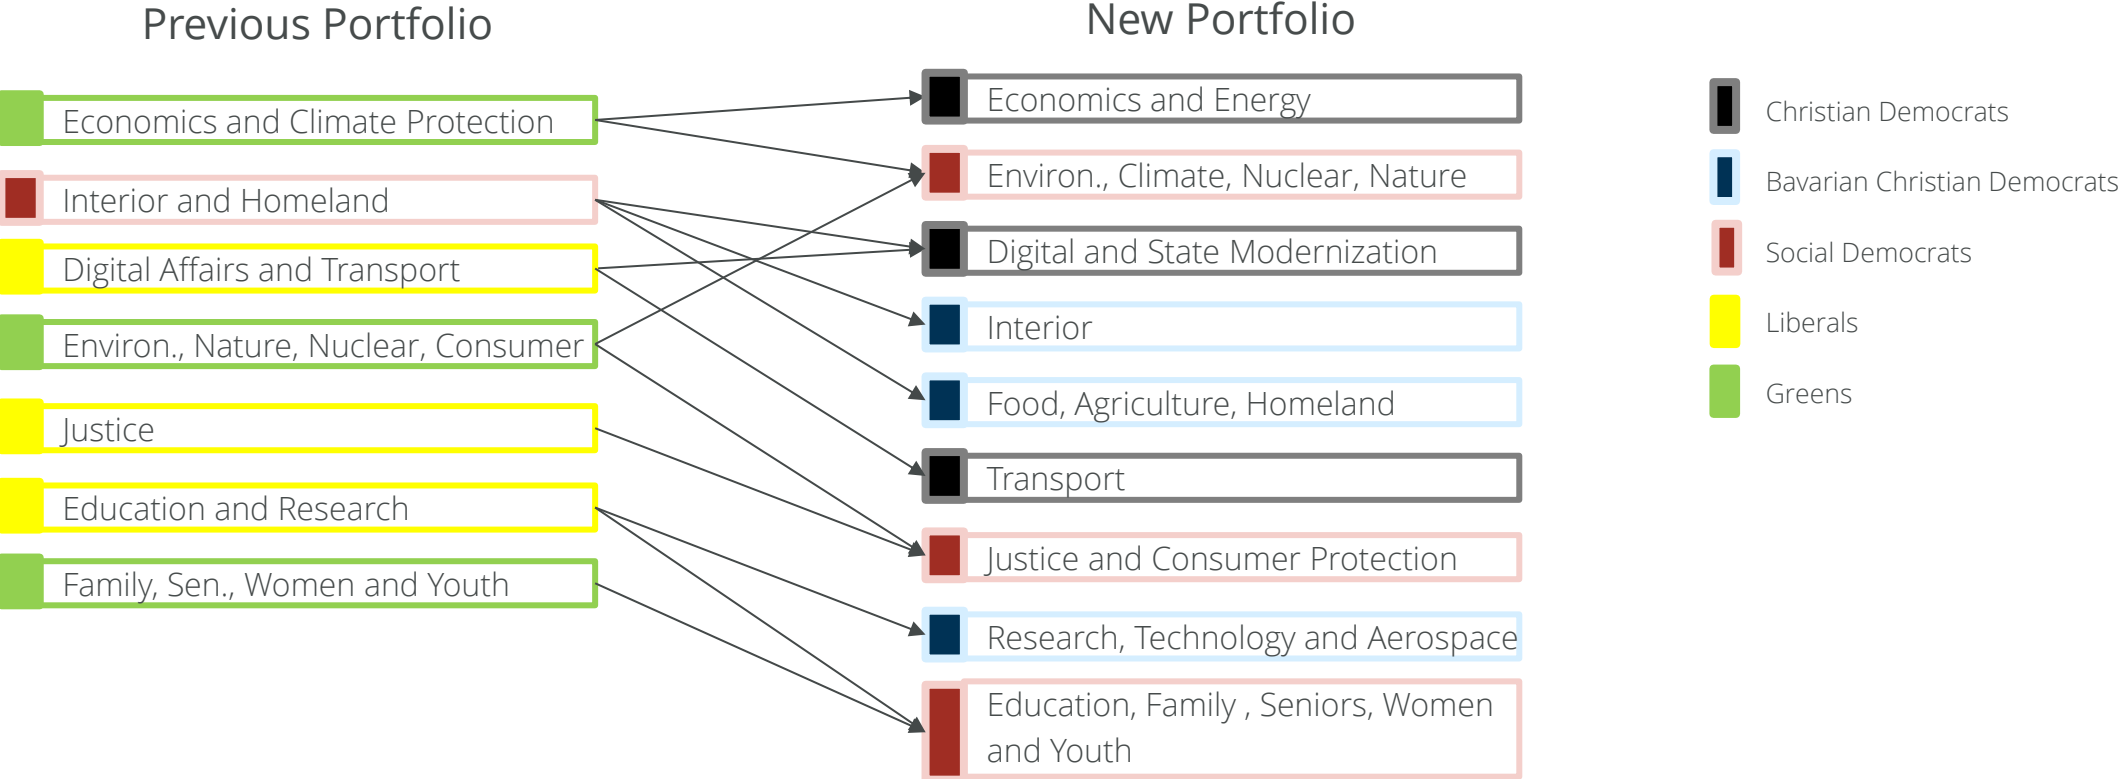 Previous Portfolio
Economics and Climate Protection
Interior and Homeland
Digital Affairs and Transport
Environ., Nature, Nuclear, Consumer
Justice
Education and Research
Family, Sen., Women and Youth
New Portfolio
Economics and Energy
Environ., Climate, Nuclear, Nature
Digital and State Modernization
Interior
Food, Agriculture, Homeland
Transport
Justice and Consumer Protection
Research, Technology and Aerospace
Education, Family , Seniors, Women
and Youth
Christian Democrats
Bavarian Christian Democrats
Social Democrats
Liberals
Greens